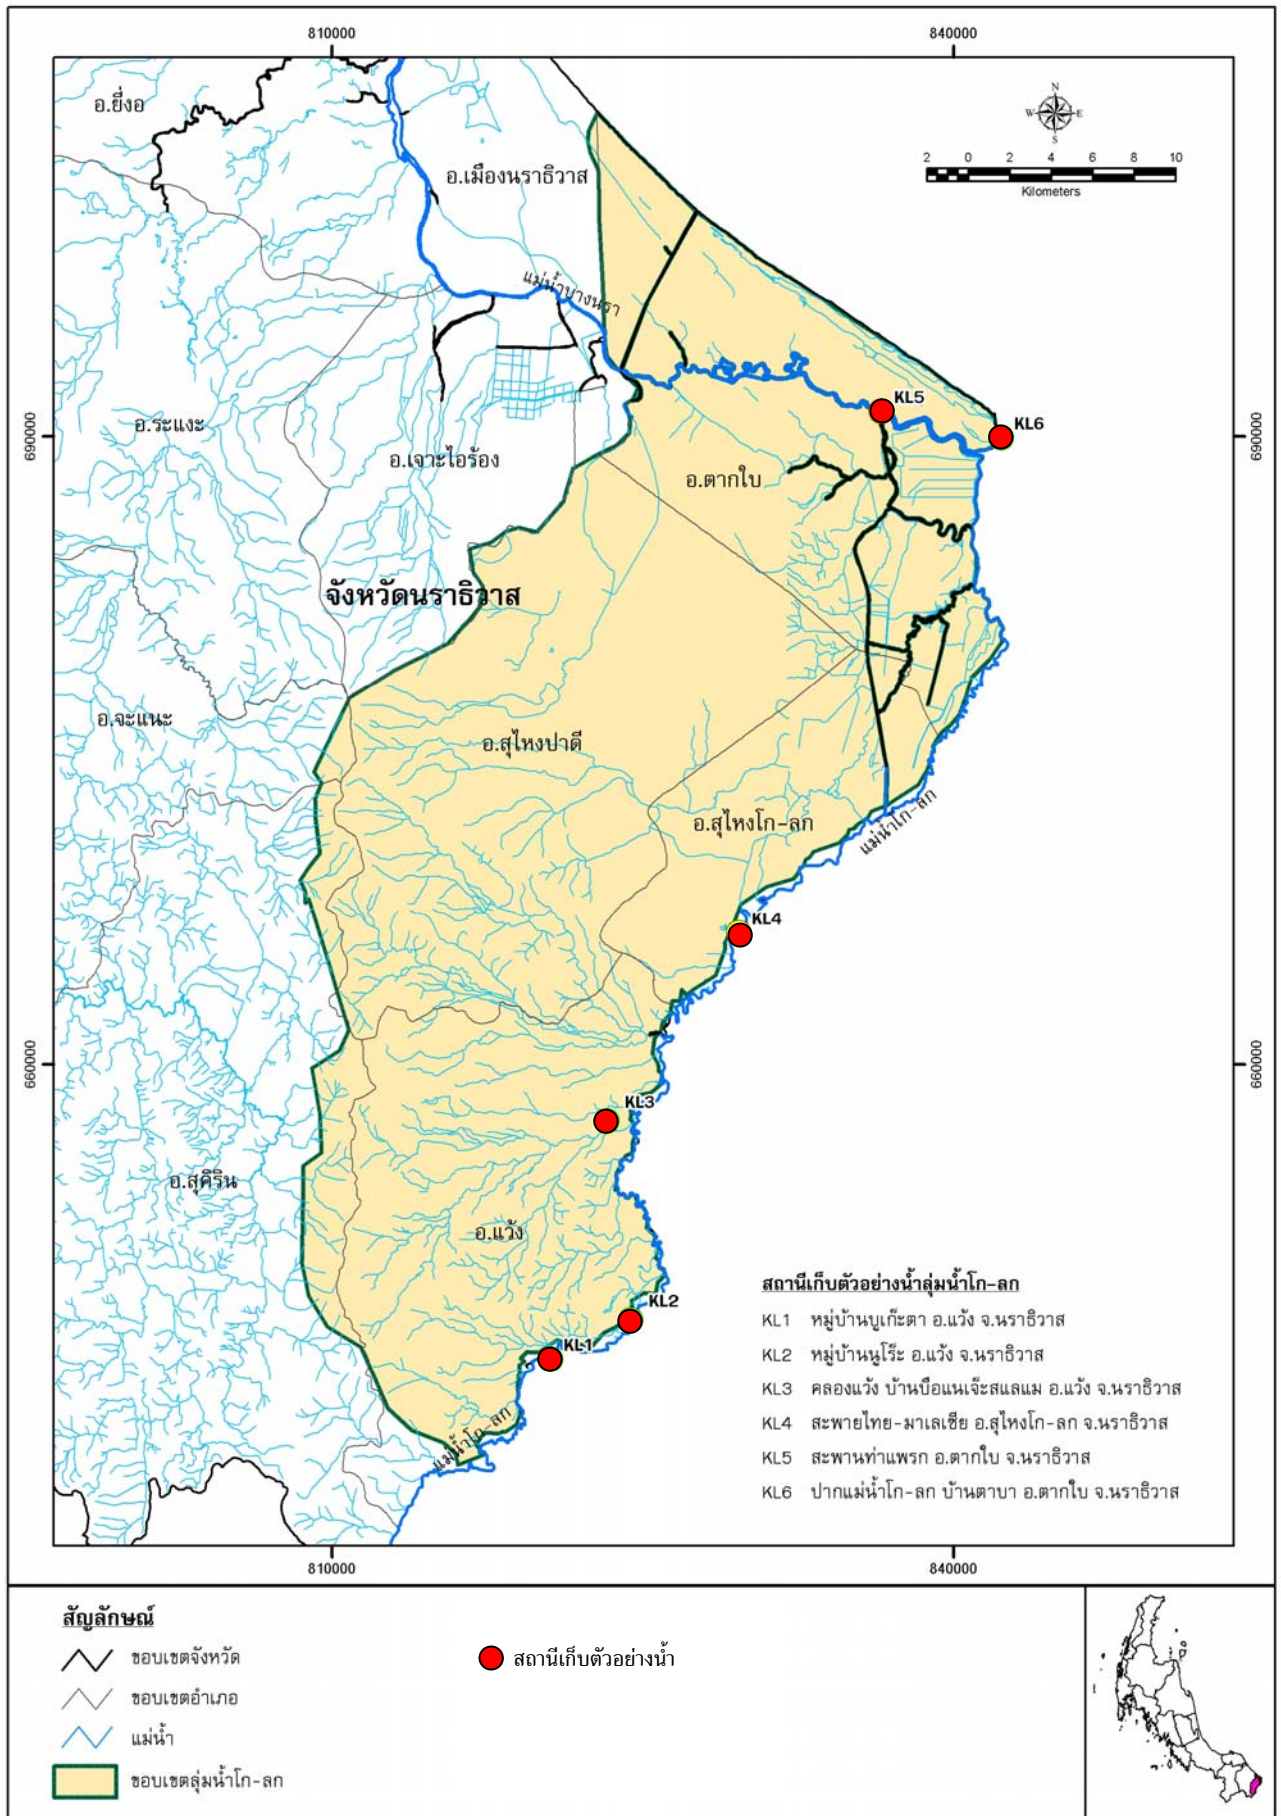 810000
840000
อ.ยี่งอ
N
W
E
S
2 0 2 4 6 8 10
Kilometers
อ.เมืองนราธิวาส
แม่น้ำบางนรา
KL5
อ.ระแงะ
KL6
690000
690000
อ.เจาะไอร้อง
อ.ตากใบ
จังหวัดนราธิวาส
อ.จะแนะ
อ.สุไหงปาดี
อ.สุไหงโก-ลก
แม่น้ำโก-ลก
KL4
660000
660000
KL3
อ.สุคิริน
อ.แว้ง
KL2
KL1
แม่น้ำโก-ลก
สถานีเก็บตัวอย่างน้ำลุ่มน้ำโก-ลก
KL1 หมู่บ้านบูเก๊ะตา อ.แว้ง จ.นราธิวาส
KL2 หมู่บ้านนูโร๊ะ อ.แว้ง จ.นราธิวาส
KL3 คลองแว้ง บ้านบือแนเจ๊ะสแลแม อ.แว้ง จ.นราธิวาส
KL4 สะพายไทย-มาเลเซีย อ.สุไหงโก-ลก จ.นราธิวาส
KL5 สะพานท่าแพรก อ.ตากใบ จ.นราธิวาส
KL6 ปากแม่น้ำโก-ลก บ้านตาบา อ.ตากใบ จ.นราธิวาส
810000
840000
สัญลักษณ์
ขอบเขตจังหวัด
สถานีเก็บตัวอย่างน้ำ
ขอบเขตอำเภอ
แม่น้ำ
ขอบเขตลุ่มน้ำโก-ลก